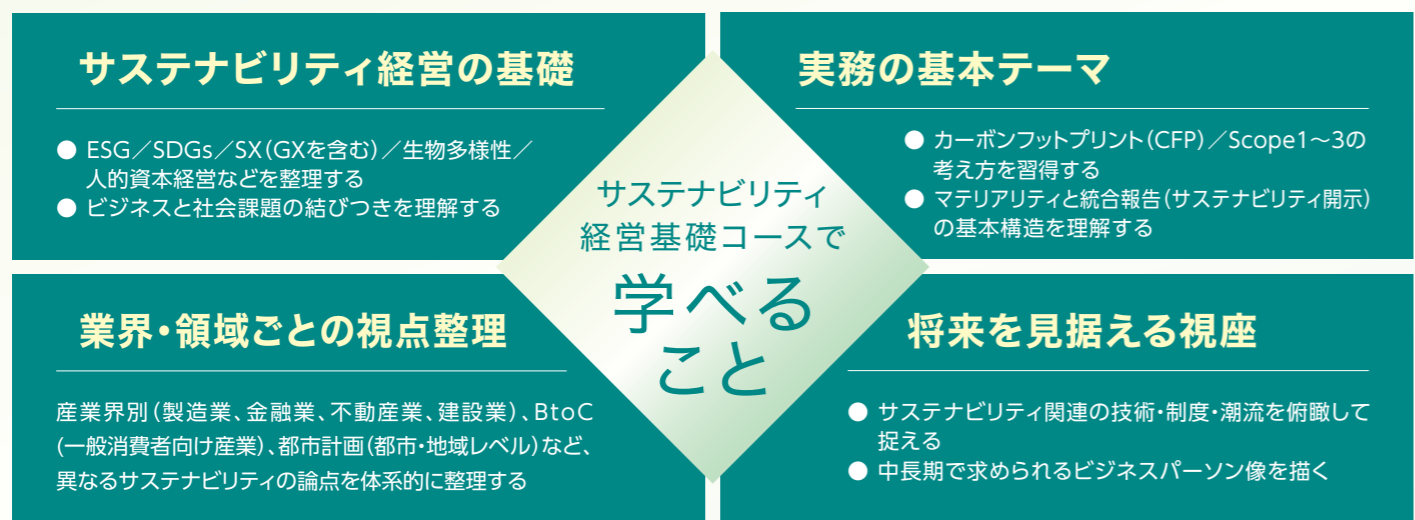 サステナビリティ経営の基礎
● ESG／SDGs／SX（GXを含む）／生物多様性／
人的資本経営などを整理する
● ビジネスと社会課題の結びつきを理解する
実務の基本テーマ
● カーボンフットプリント（CFP）／Scope1〜3の
考え方を習得する
● マテリアリティと統合報告（サステナビリティ開示）
の基本構造を理解する
サステナビリティ
経営基礎コースで
学べる
こと
業界・領域ごとの視点整理
産業界別（製造業、金融業、不動産業、建設業）、BtoC
（一般消費者向け産業）、都市計画（都市・地域レベル）など、
異なるサステナビリティの論点を体系的に整理する
将来を見据える視座
● サステナビリティ関連の技術・制度・潮流を俯瞰して
捉える
● 中長期で求められるビジネスパーソン像を描く